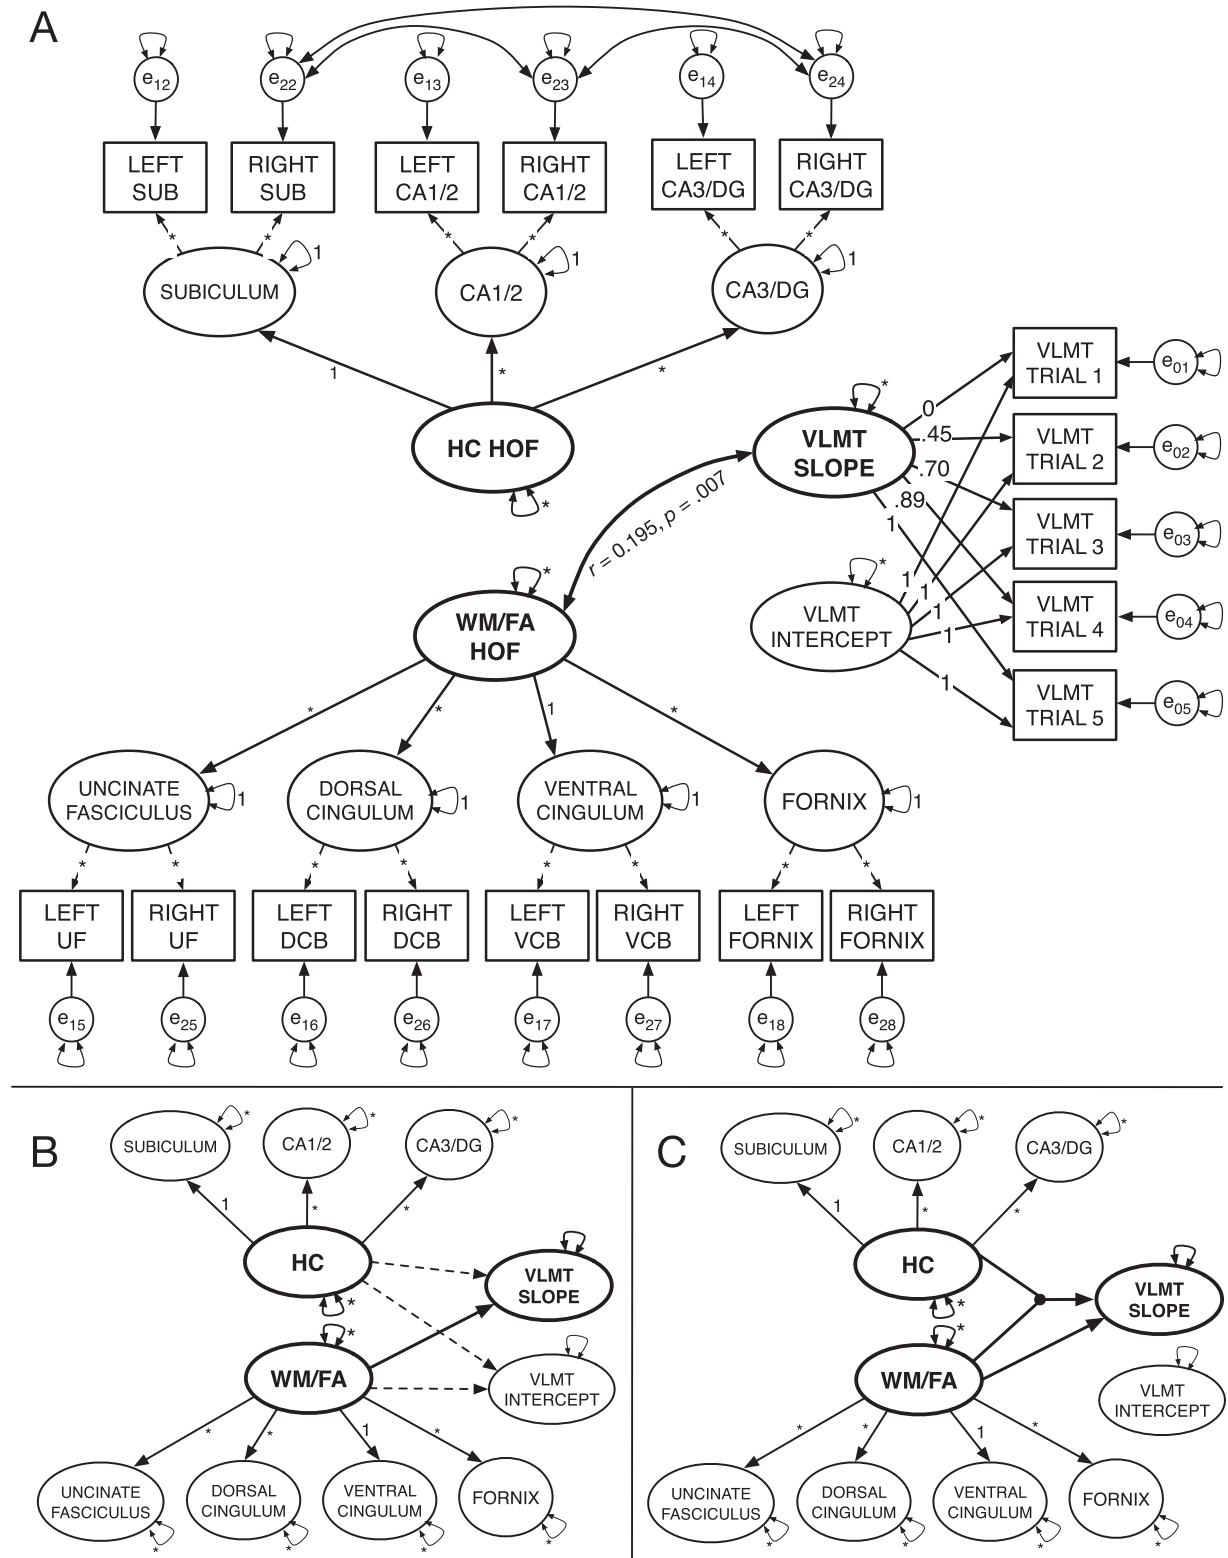 A
e12
e22
e13
e23
e14
e24
LEFT
SUB
RIGHT
SUB
LEFT
CA1/2
RIGHT
CA1/2
LEFT
CA3/DG
RIGHT
CA3/DG
*
*
*
*
*
*
SUBICULUM
1
CA1/2
1
CA3/DG
1
1
*
*
HC HOF
*
VLMT
SLOPE
*
0
.45
.70
.89
1
VLMT
TRIAL 1
e01
VLMT
TRIAL 2
e02
VLMT
TRIAL 3
e03
VLMT
TRIAL 4
e04
VLMT
TRIAL 5
e05
r = 0.195, p = .007
VLMT
INTERCEPT
*
1
1
1
1
1
WM/FA
HOF
*
*
*
1
*
UNCINATE
FASCICULUS
1
DORSAL
CINGULUM
1
VENTRAL
CINGULUM
1
FORNIX
1
*
*
*
*
*
*
*
*
LEFT
UF
RIGHT
UF
LEFT
DCB
RIGHT
DCB
LEFT
VCB
RIGHT
VCB
LEFT
FORNIX
RIGHT
FORNIX
e15
e25
e16
e26
e17
e27
e18
e28
B
SUBICULUM
*
CA1/2
*
CA3/DG
*
1
*
*
HC
*
VLMT
SLOPE
WM/FA
*
VLMT
INTERCEPT
*
*
1
*
UNCINATE
FASCICULUS
*
DORSAL
CINGULUM
*
VENTRAL
CINGULUM
*
FORNIX
*
C
SUBICULUM
*
CA1/2
*
CA3/DG
*
1
*
*
HC
*
VLMT
SLOPE
WM/FA
*
VLMT
INTERCEPT
*
*
1
*
UNCINATE
FASCICULUS
*
DORSAL
CINGULUM
*
VENTRAL
CINGULUM
*
FORNIX
*